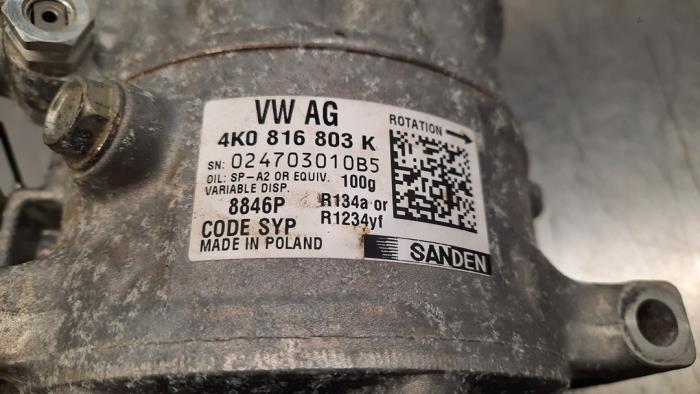 VW AG
ROTATION
4K0 816 803 K
SN: 024703010B5
OIL: SP-A2 OR EQUIV. 100g
VARIABLE DISP.
8846P R134a or
R1234yf
CODE SYP
MADE IN POLAND
SANDEN